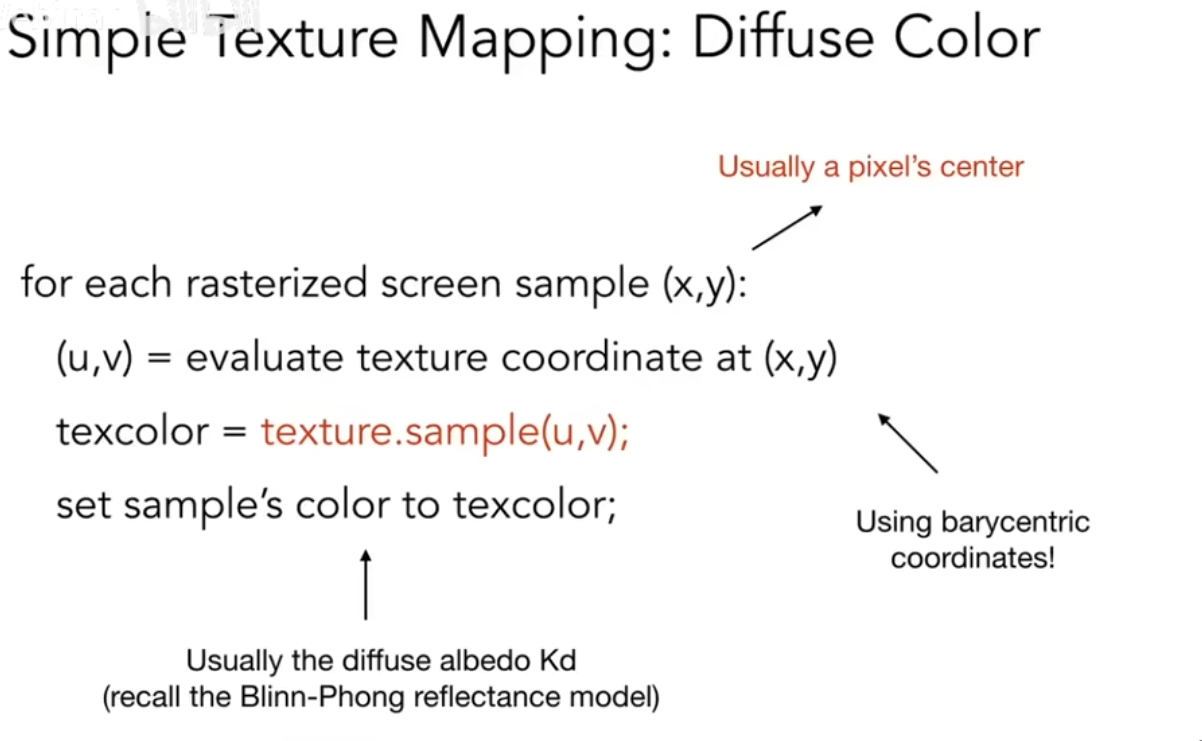 Simple Texture Mapping: Diffuse Color
Usually a pixel's center
for each rasterized screen sample (x,y):
(u,v) = evaluate texture coordinate at (x,y)
texcolor = texture.sample(u,v);
set sample's color to texcolor;
Using barycentric
coordinates!
Usually the diffuse albedo Kd
(recall the Blinn-Phong reflectance model)